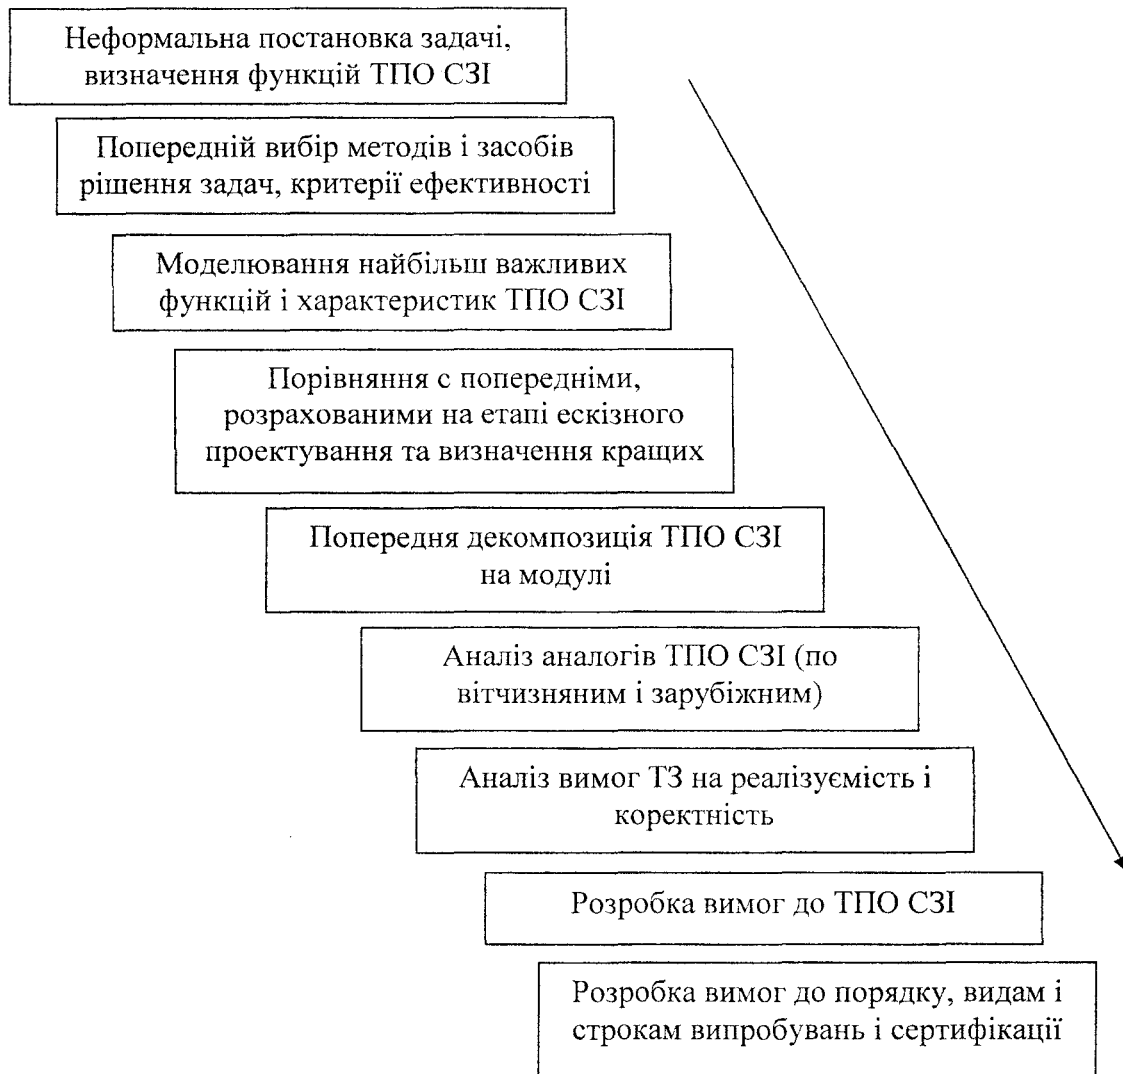 Неформальна постановка задачі,
визначення функцій ТПО СЗІ
Попередній вибір методів і засобів
рішення задач, критерії ефективності
Моделювання найбільш важливих
функцій і характеристик ТПО СЗІ
Порівняння с попередніми,
розрахованими на етапі ескізного
проектування та визначення кращих
Попередня декомпозиція ТПО СЗІ
на модулі
Аналіз аналогів ТПО СЗІ (по
вітчизняним і зарубіжним)
Аналіз вимог ТЗ на реалізуємість і
коректність
Розробка вимог до ТПО СЗІ
Розробка вимог до порядку, видам і
строкам випробувань і сертифікації